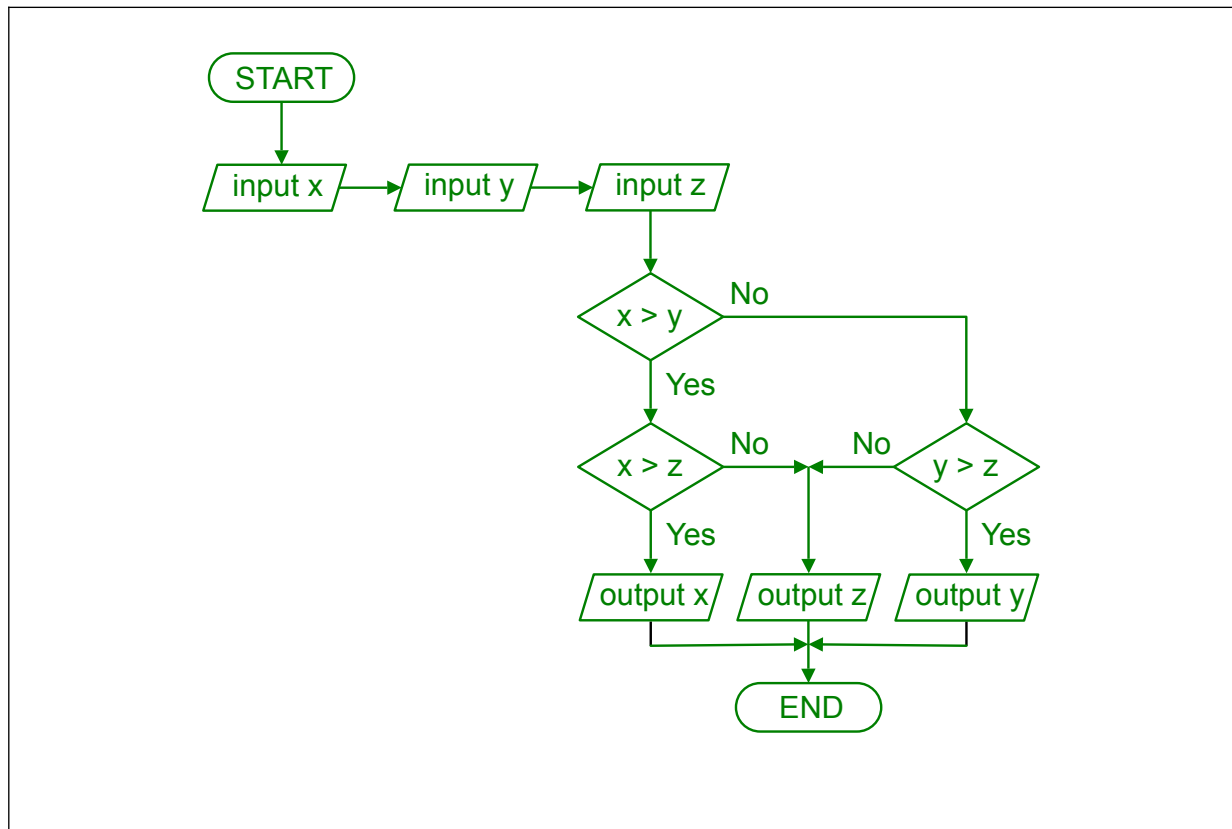 START
input x
input y
input z
x > y
No
Yes
x > z
No
No
y > z
Yes
Yes
output x
output z
output y
END